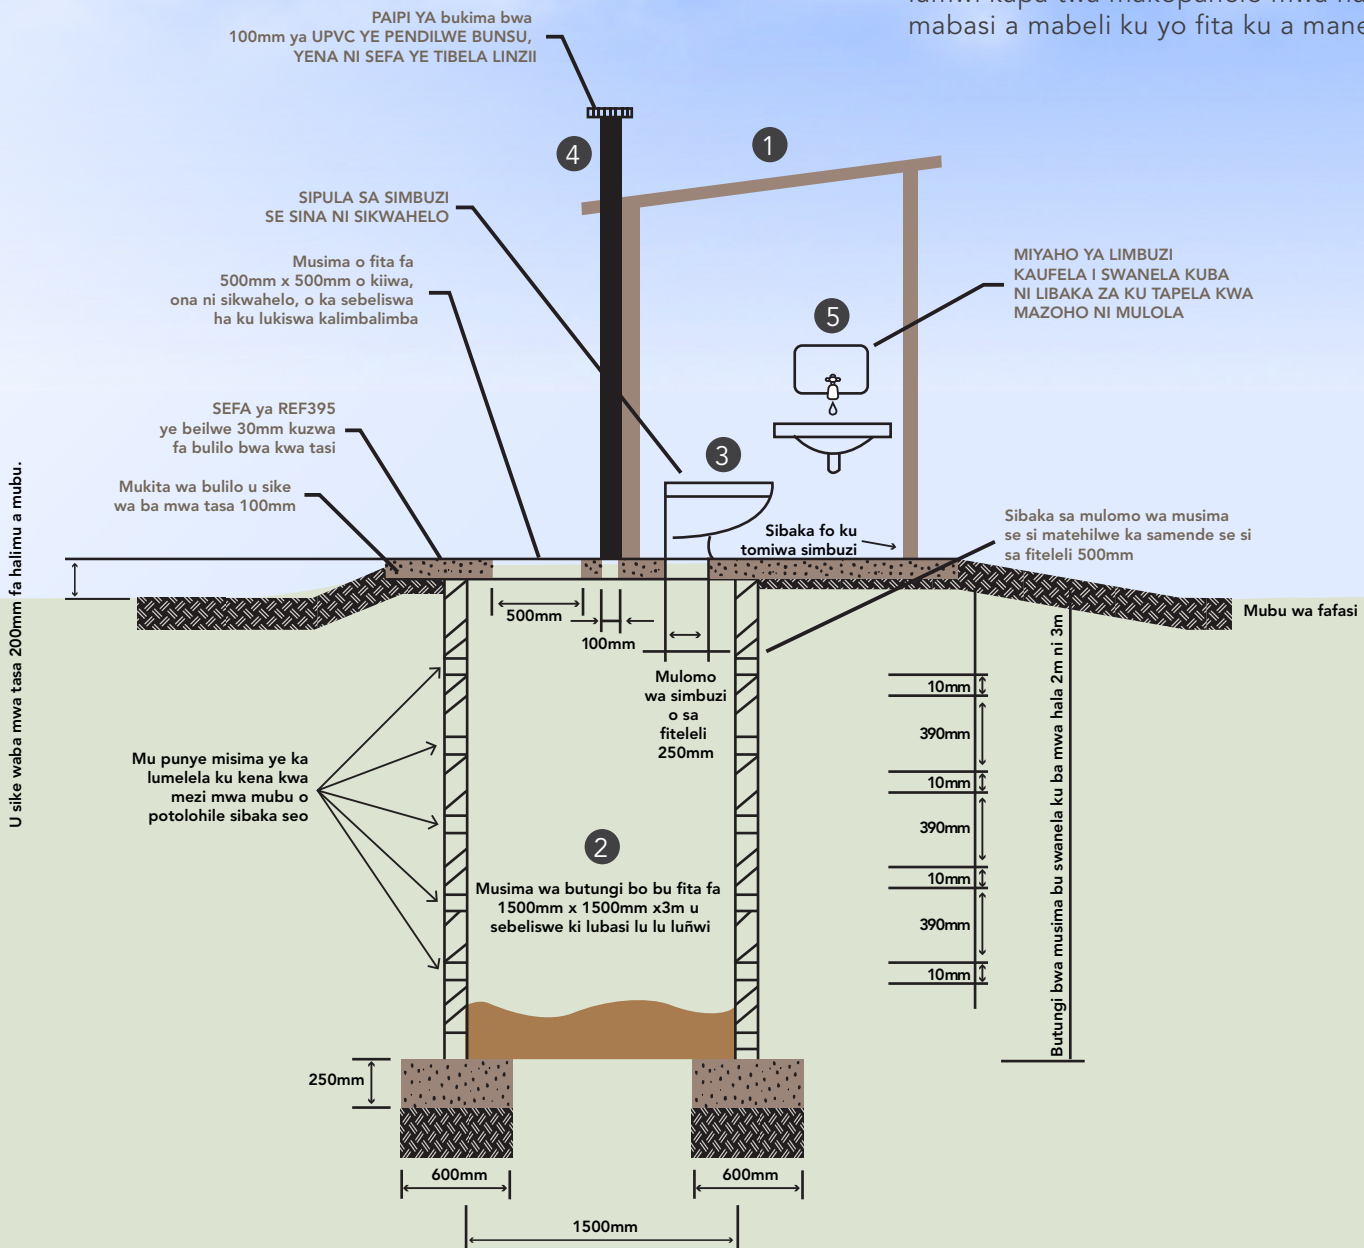 mabasi a mabeli ku yo fita ku a mane
PAIPI YA bukima bwa
100mm ya UPVC YE PENDILWE BUNSU,
YENA NI SEFA YE TIBELA LINZII
4
1
SIPULA SA SIMBUZI
SE SINA NI SIKWAHELO
Musima o fita fa
500mm x 500mm o kiiwa,
ona ni sikwahelo, o ka sebeliswa
ha ku lukiswa kalimbalimba
MIYAHO YA LIMBUZI
KAUFELA I SWANELA KUBA
NI LIBAKA ZA KU TAPELA KWA
MAZOHO NI MULOLA
5
SEFA ya REF395
ye beilwe 30mm kuzwa
fa bulilo bwa kwa tasi
3
Mukita wa bulilo u sike
wa ba mwa tasa 100mm
Sibaka fo ku
tomiwa simbuzi
Sibaka sa mulomo wa musima
se si matehilwe ka samende se si
sa fiteleli 500mm
U sike waba mwa tasa 200mm fa halimu a mubu.
Mubu wa fafasi
500mm
100mm
Mulomo
wa simbuzi
o sa
fiteleli
250mm
10mm
390mm
10mm
390mm
10mm
390mm
10mm
Butungi bwa musima bu swanela ku ba mwa hala 2m ni 3m
Mu punye misima ye ka
lumelela ku kena kwa
mezi mwa mubu o
potolohile sibaka seo
2
Musima wa butungi bo bu fita fa
1500mm x 1500mm x3m u
sebeliswe ki lubasi lu lu luñwi
250mm
600mm
600mm
1500mm